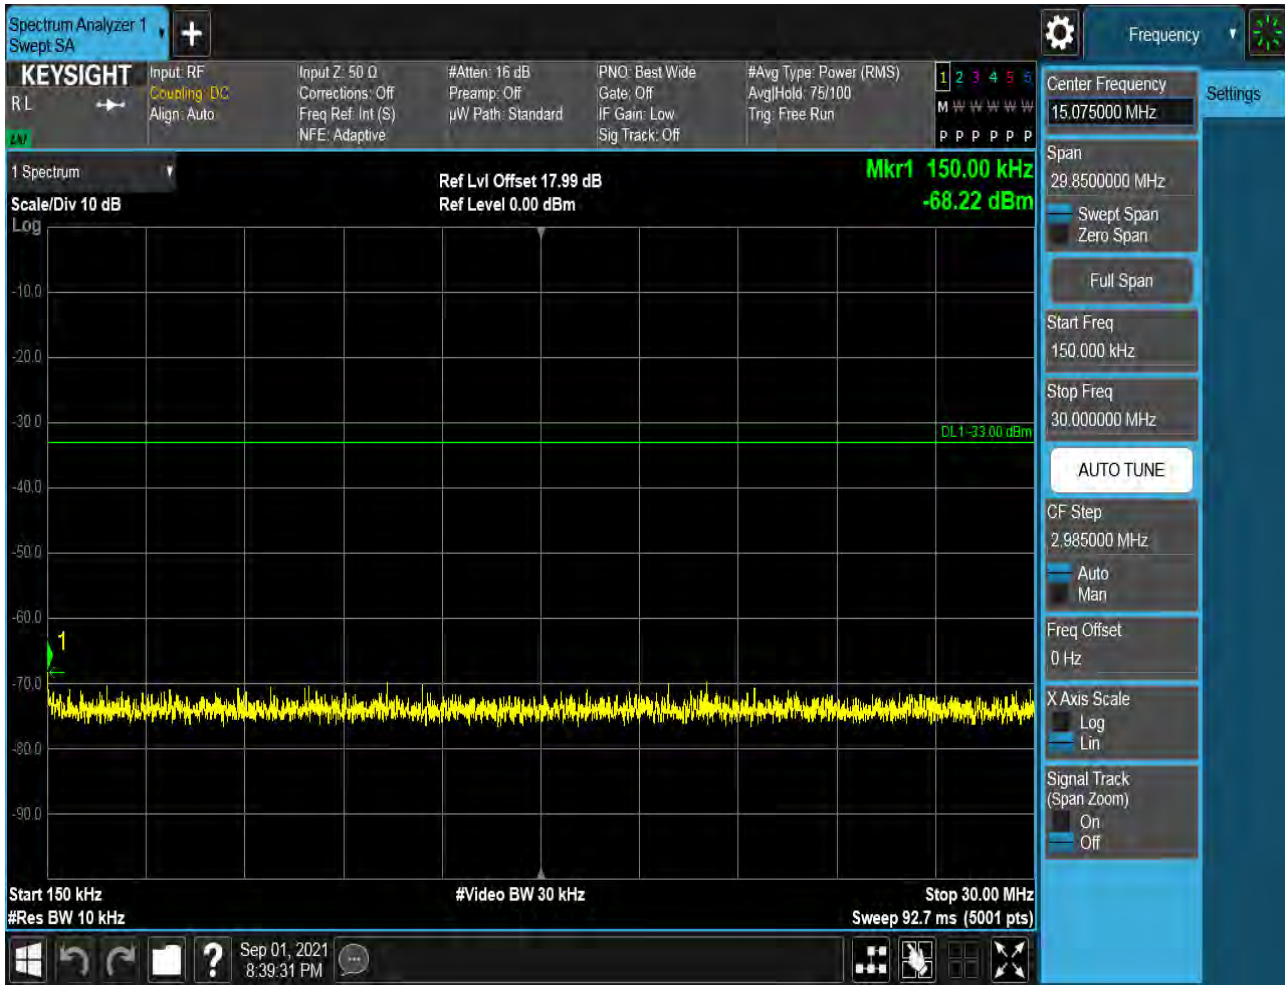 Spectrum Analyzer 1
Swept SA
Frequency
KEYSIGHT
R L
Input: RF
Coupling: DC
Align: Auto
Input Z: 50 Ω
Corrections: Off
Freq Ref: Int (S)
NFE: Adaptive
#Atten: 16 dB
Preamp: Off
µW Path: Standard
PNO: Best Wide
Gate: Off
IF Gain: Low
Sig Track: Off
#Avg Type: Power (RMS)
Avg|Hold: 75/100
Trig: Free Run
1 2 3 4 5 6
M W W W W W
P P P P P P
1 Spectrum
Scale/Div 10 dB
Log
Ref Lvl Offset 17.99 dB
Ref Level 0.00 dBm
Mkr1 150.00 kHz
-68.22 dBm
-10.0
-20.0
-30.0
DL1 -33.00 dBm
-40.0
-50.0
-60.0
1
-70.0
-80.0
-90.0
Start 150 kHz
#Res BW 10 kHz
#Video BW 30 kHz
Stop 30.00 MHz
Sweep 92.7 ms (5001 pts)
Center Frequency
15.075000 MHz
Settings
Span
29.8500000 MHz
Swept Span
Zero Span
Full Span
Start Freq
150.000 kHz
Stop Freq
30.000000 MHz
AUTO TUNE
CF Step
2.985000 MHz
Auto
Man
Freq Offset
0 Hz
X Axis Scale
Log
Lin
Signal Track
(Span Zoom)
On
Off
?
Sep 01, 2021
8:39:31 PM